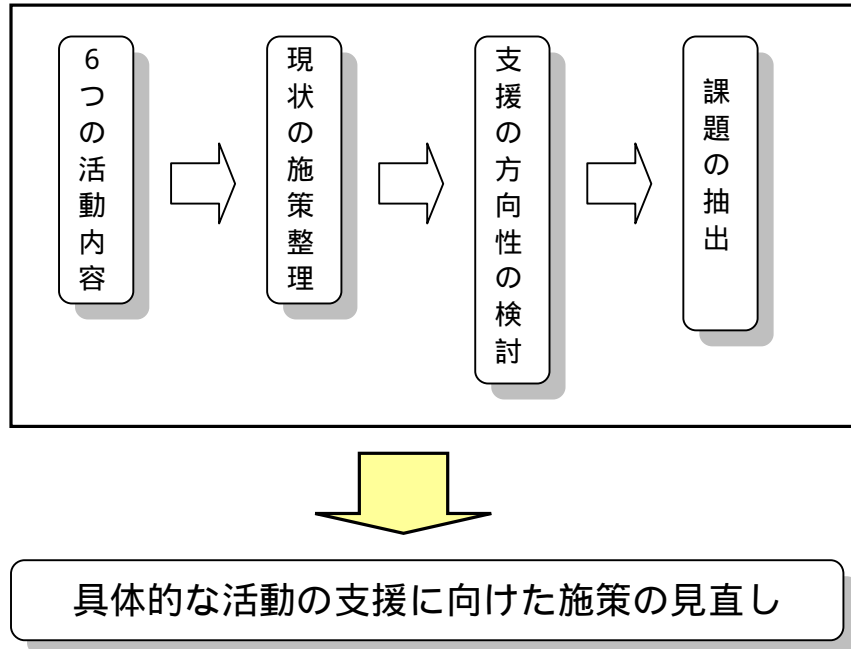 6つの活動内容
現状の施策整理
支援の方向性の検討
課題の抽出
具体的な活動の支援に向けた施策の見直し